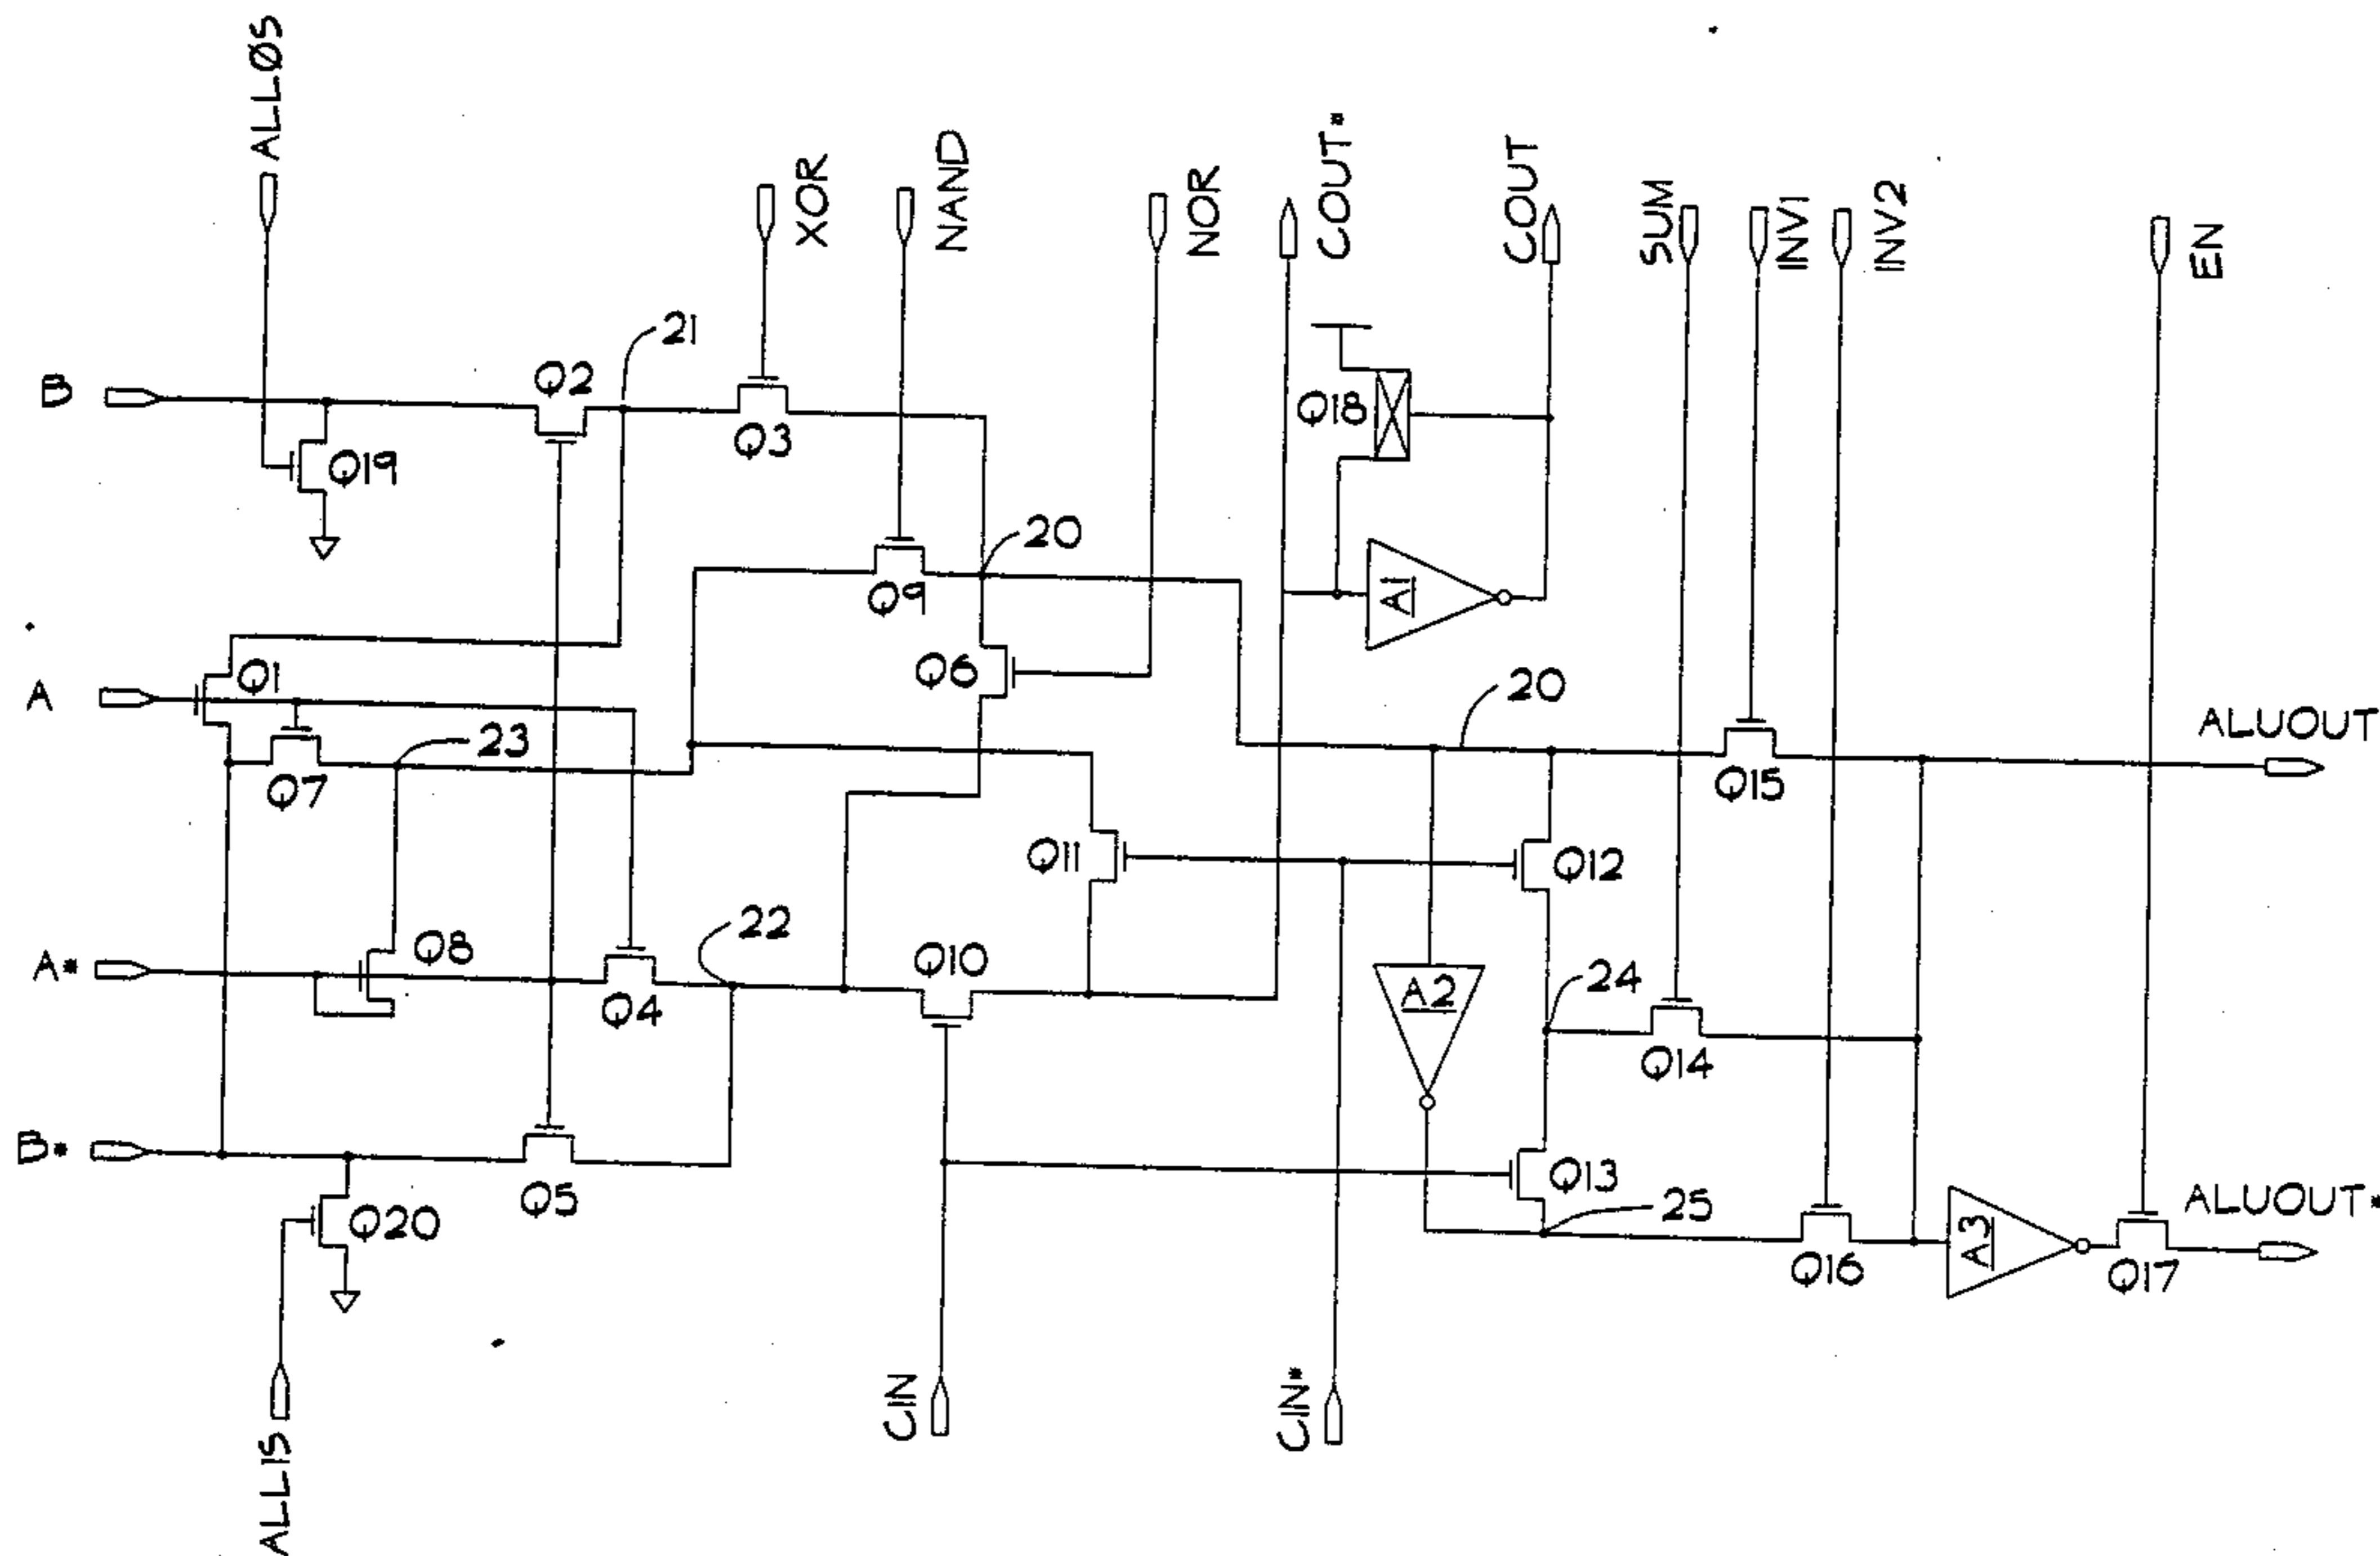 ALLØS
B
Q2
21
XOR
NAND
NOR
COUT*
COUT
SUM
INV1
INV2
EN
Q19
Q3
Q18
20
Q9
A1
A
Q1
Q6
20
ALUOUT
23
Q7
Q15
Q11
Q12
A*
Q8
Q4
22
Q10
A2
24
Q14
B*
Q5
Q20
Q13
25
A3
Q16
Q17
ALUOUT*
CIN
CIN*
ALL1S